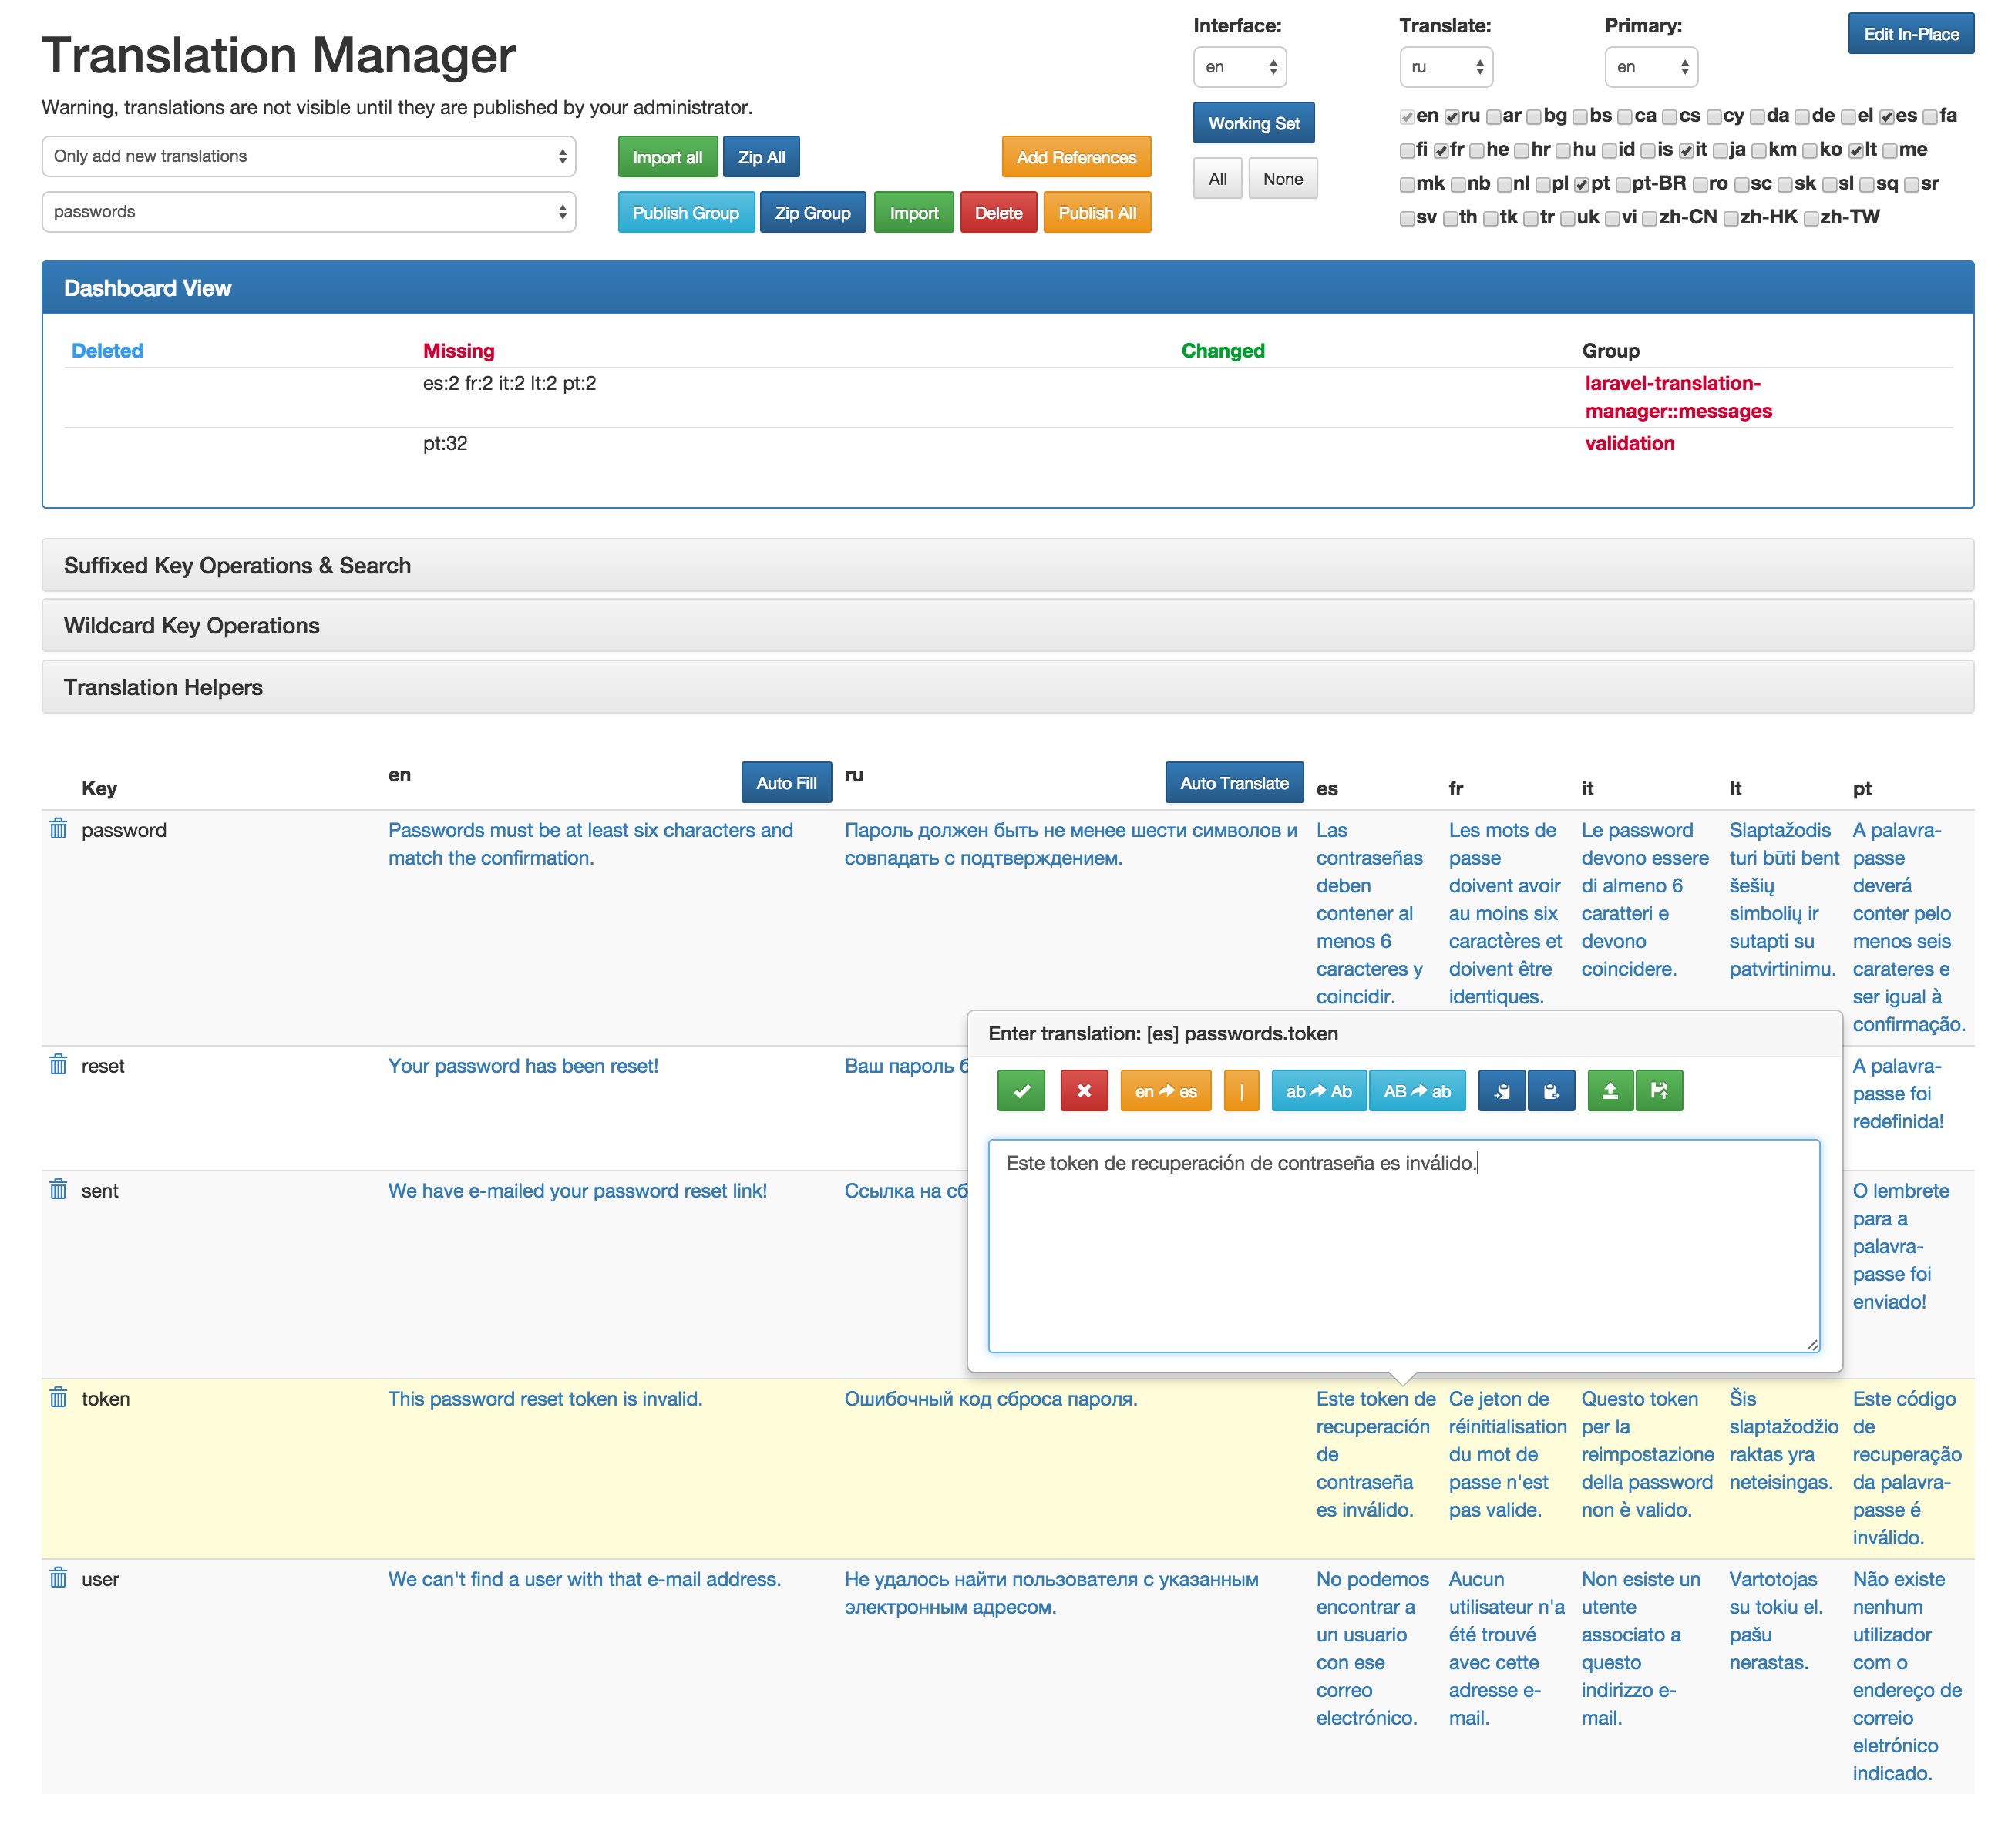 Translation Manager
Warning, translations are not visible until they are published by your administrator.
Interface:
en
Translate:
ru
Primary:
en
Edit In-Place
Only add new translations
Import all
Zip All
Add References
Working Set
passwords
Publish Group
Zip Group
Import
Delete
Publish All
All
None
en ru ar bg bs ca cs cy da de el es fa
fi fr he hr hu id is it ja km ko lt me
mk nb nl pl pt pt-BR ro sc sk sl sq sr
sv th tk tr uk vi zh-CN zh-HK zh-TW
Dashboard View
Deleted Missing Changed Group
es:2 fr:2 it:2 lt:2 pt:2
laravel-translation-
manager::messages
pt:32
validation
Suffixed Key Operations & Search
Wildcard Key Operations
Translation Helpers
Key
en
Auto Fill
ru
Auto Translate
es
fr
it
lt
pt
password
Passwords must be at least six characters and
match the confirmation.
Пароль должен быть не менее шести символов и
совпадать с подтверждением.
Las
contraseñas
deben
contener al
menos 6
caracteres y
coincidir.
Les mots de
passe
doivent avoir
au moins six
caractères et
doivent être
identiques.
Le password
devono essere
di almeno 6
caratteri e
devono
coincidere.
Slaptažodis
turi būti bent
šešių
simbolių ir
sutapti su
patvirtinimu.
A palavra-
passe
deverá
conter pelo
menos seis
carateres e
ser igual à
confirmação.
reset
Your password has been reset!
Ваш пароль
A palavra-
passe foi
redefinida!
sent
We have e-mailed your password reset link!
Ссылка на
O lembrete
para a
palavra-
passe foi
enviado!
Enter translation: [es] passwords.token
en es
|
ab Ab
AB ab
Este token de recuperación de contraseña es inválido.
token
This password reset token is invalid.
Ошибочный код сброса пароля.
Este token de
recuperación
de
contraseña
es inválido.
Ce jeton de
réinitialisation
du mot de
passe n'est
pas valide.
Questo token
per la
reimpostazione
della password
non è valido.
Šis
slaptažodžio
raktas yra
neteisingas.
Este código
de
recuperação
da palavra-
passe é
inválido.
user
We can't find a user with that e-mail address.
Не удалось найти пользователя с указанным
электронным адресом.
No podemos
encontrar a
un usuario
con ese
correo
electrónico.
Aucun
utilisateur n'a
été trouvé
avec cette
adresse e-
mail.
Non esiste un
utente
associato a
questo
indirizzo e-
mail.
Vartotojas
su tokiu el.
pašu
nerastas.
Não existe
nenhum
utilizador
com o
endereço de
correio
eletrónico
indicado.